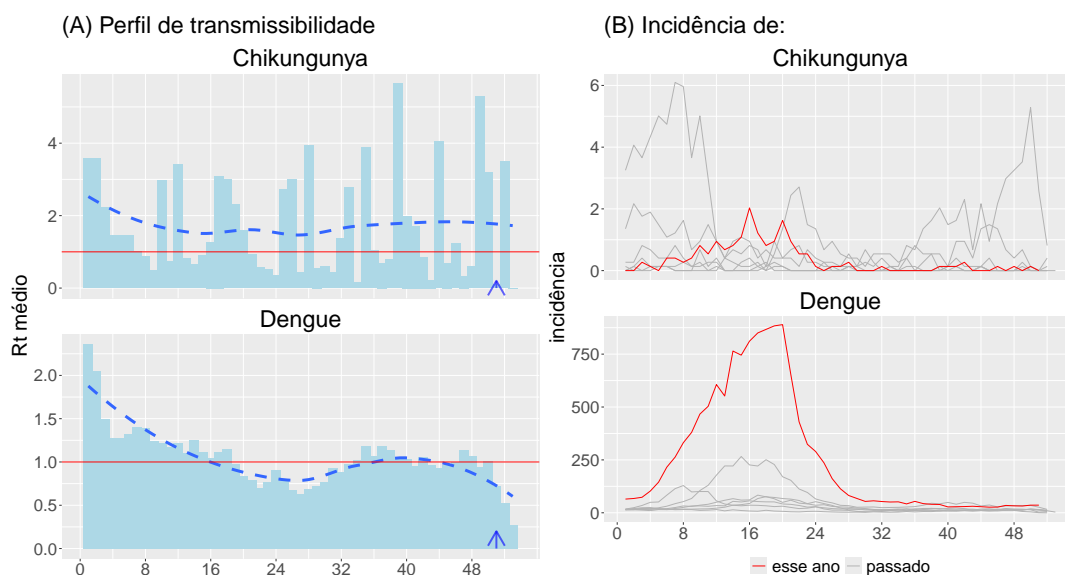 (A) Perfil de transmissibilidade
Chikungunya
4
2
1
0
Dengue
2.0
1.5
1.0
0.5
0.0
0 8 16 24 32 40 48
Rt médio
(B) Incidência de:
Chikungunya
6
4
2
0
Dengue
750
500
250
0
0 8 16 24 32 40 48
incidência
esse ano passado